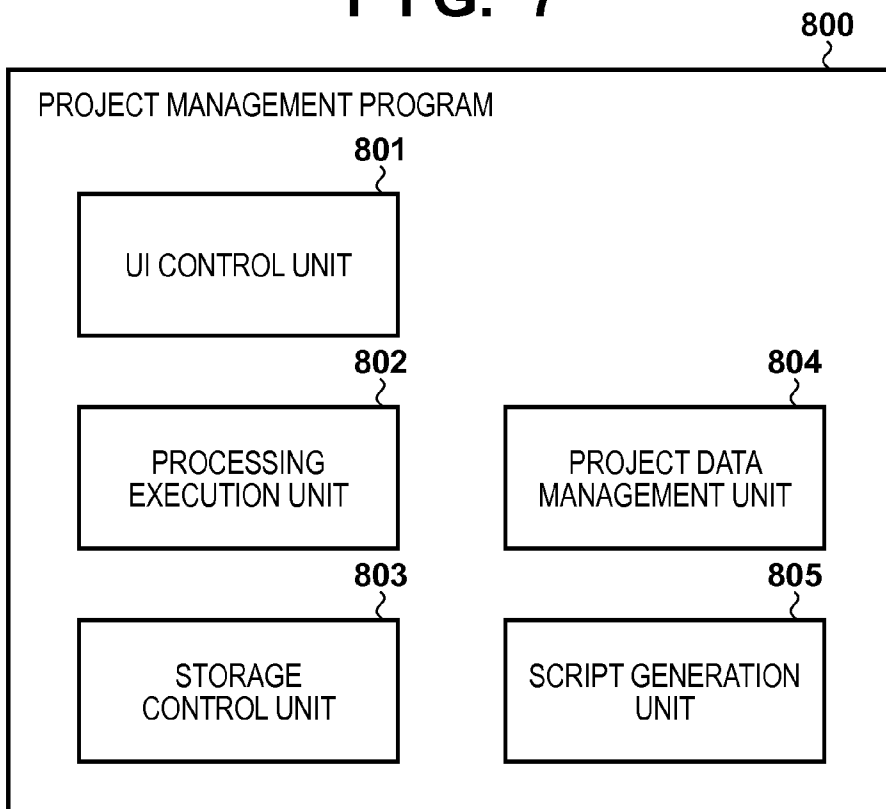 FIG. 7
800
PROJECT MANAGEMENT PROGRAM
801
UI CONTROL UNIT
802
PROCESSING
EXECUTION UNIT
804
PROJECT DATA
MANAGEMENT UNIT
803
STORAGE
CONTROL UNIT
805
SCRIPT GENERATION
UNIT